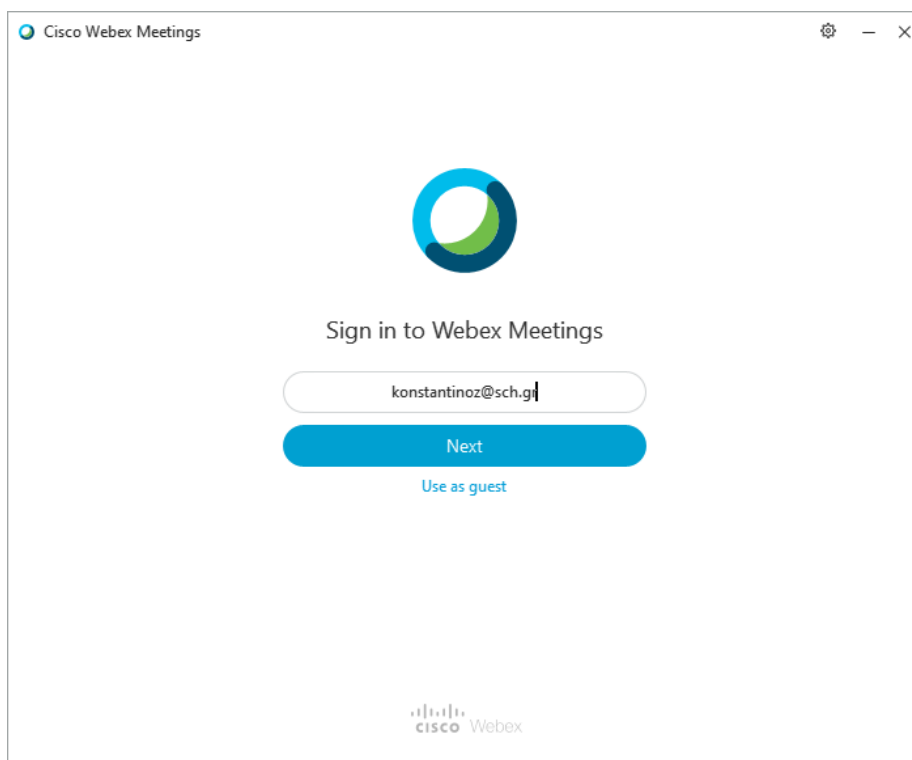 Cisco Webex Meetings
Sign in to Webex Meetings
konstantinoz@sch.gr
Next
Use as guest
cisco Webex